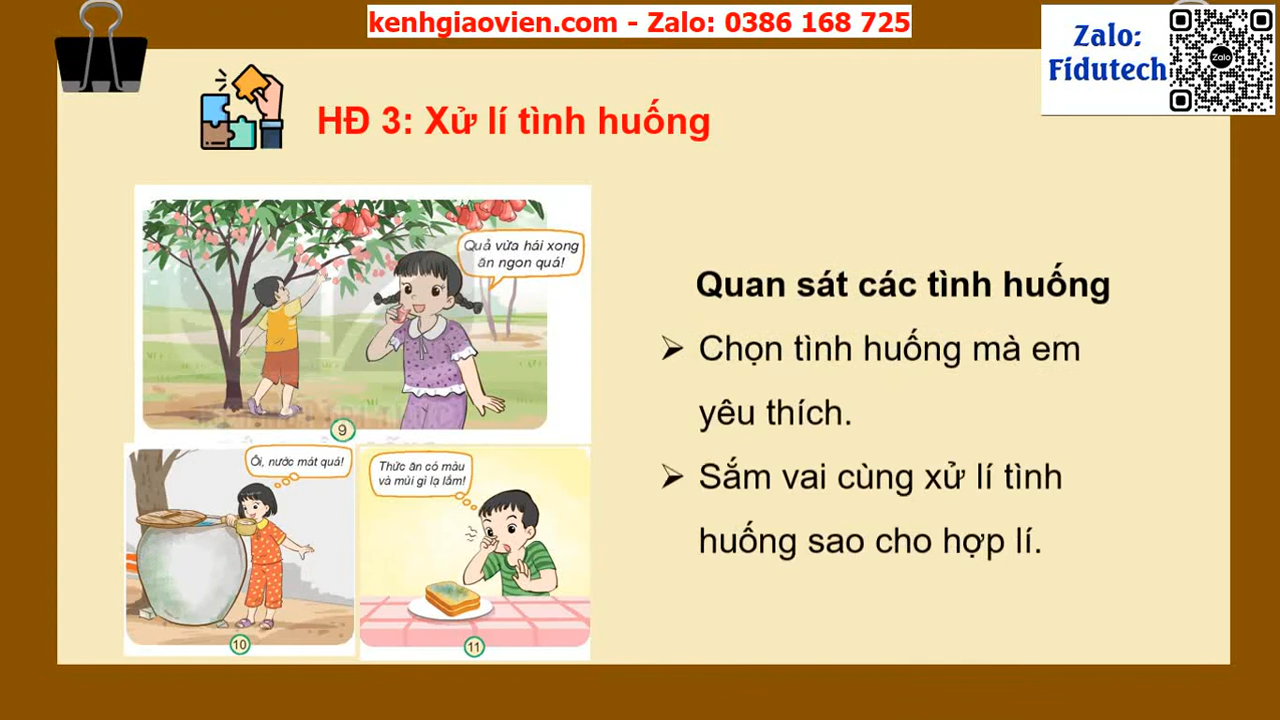 kenhgiaovien.com - Zalo: 0386 168 725
Zalo:
Fidutech
Zalo
HĐ 3: Xử lí tình huống
Quả vừa hái xong
ăn ngon quá!
9
Ôi, nước mát quá!
10
Thức ăn có màu
và mùi gì lạ lắm!
11
Quan sát các tình huống
➢ Chọn tình huống mà em
yêu thích.
➢ Sắm vai cùng xử lí tình
huống sao cho hợp lí.